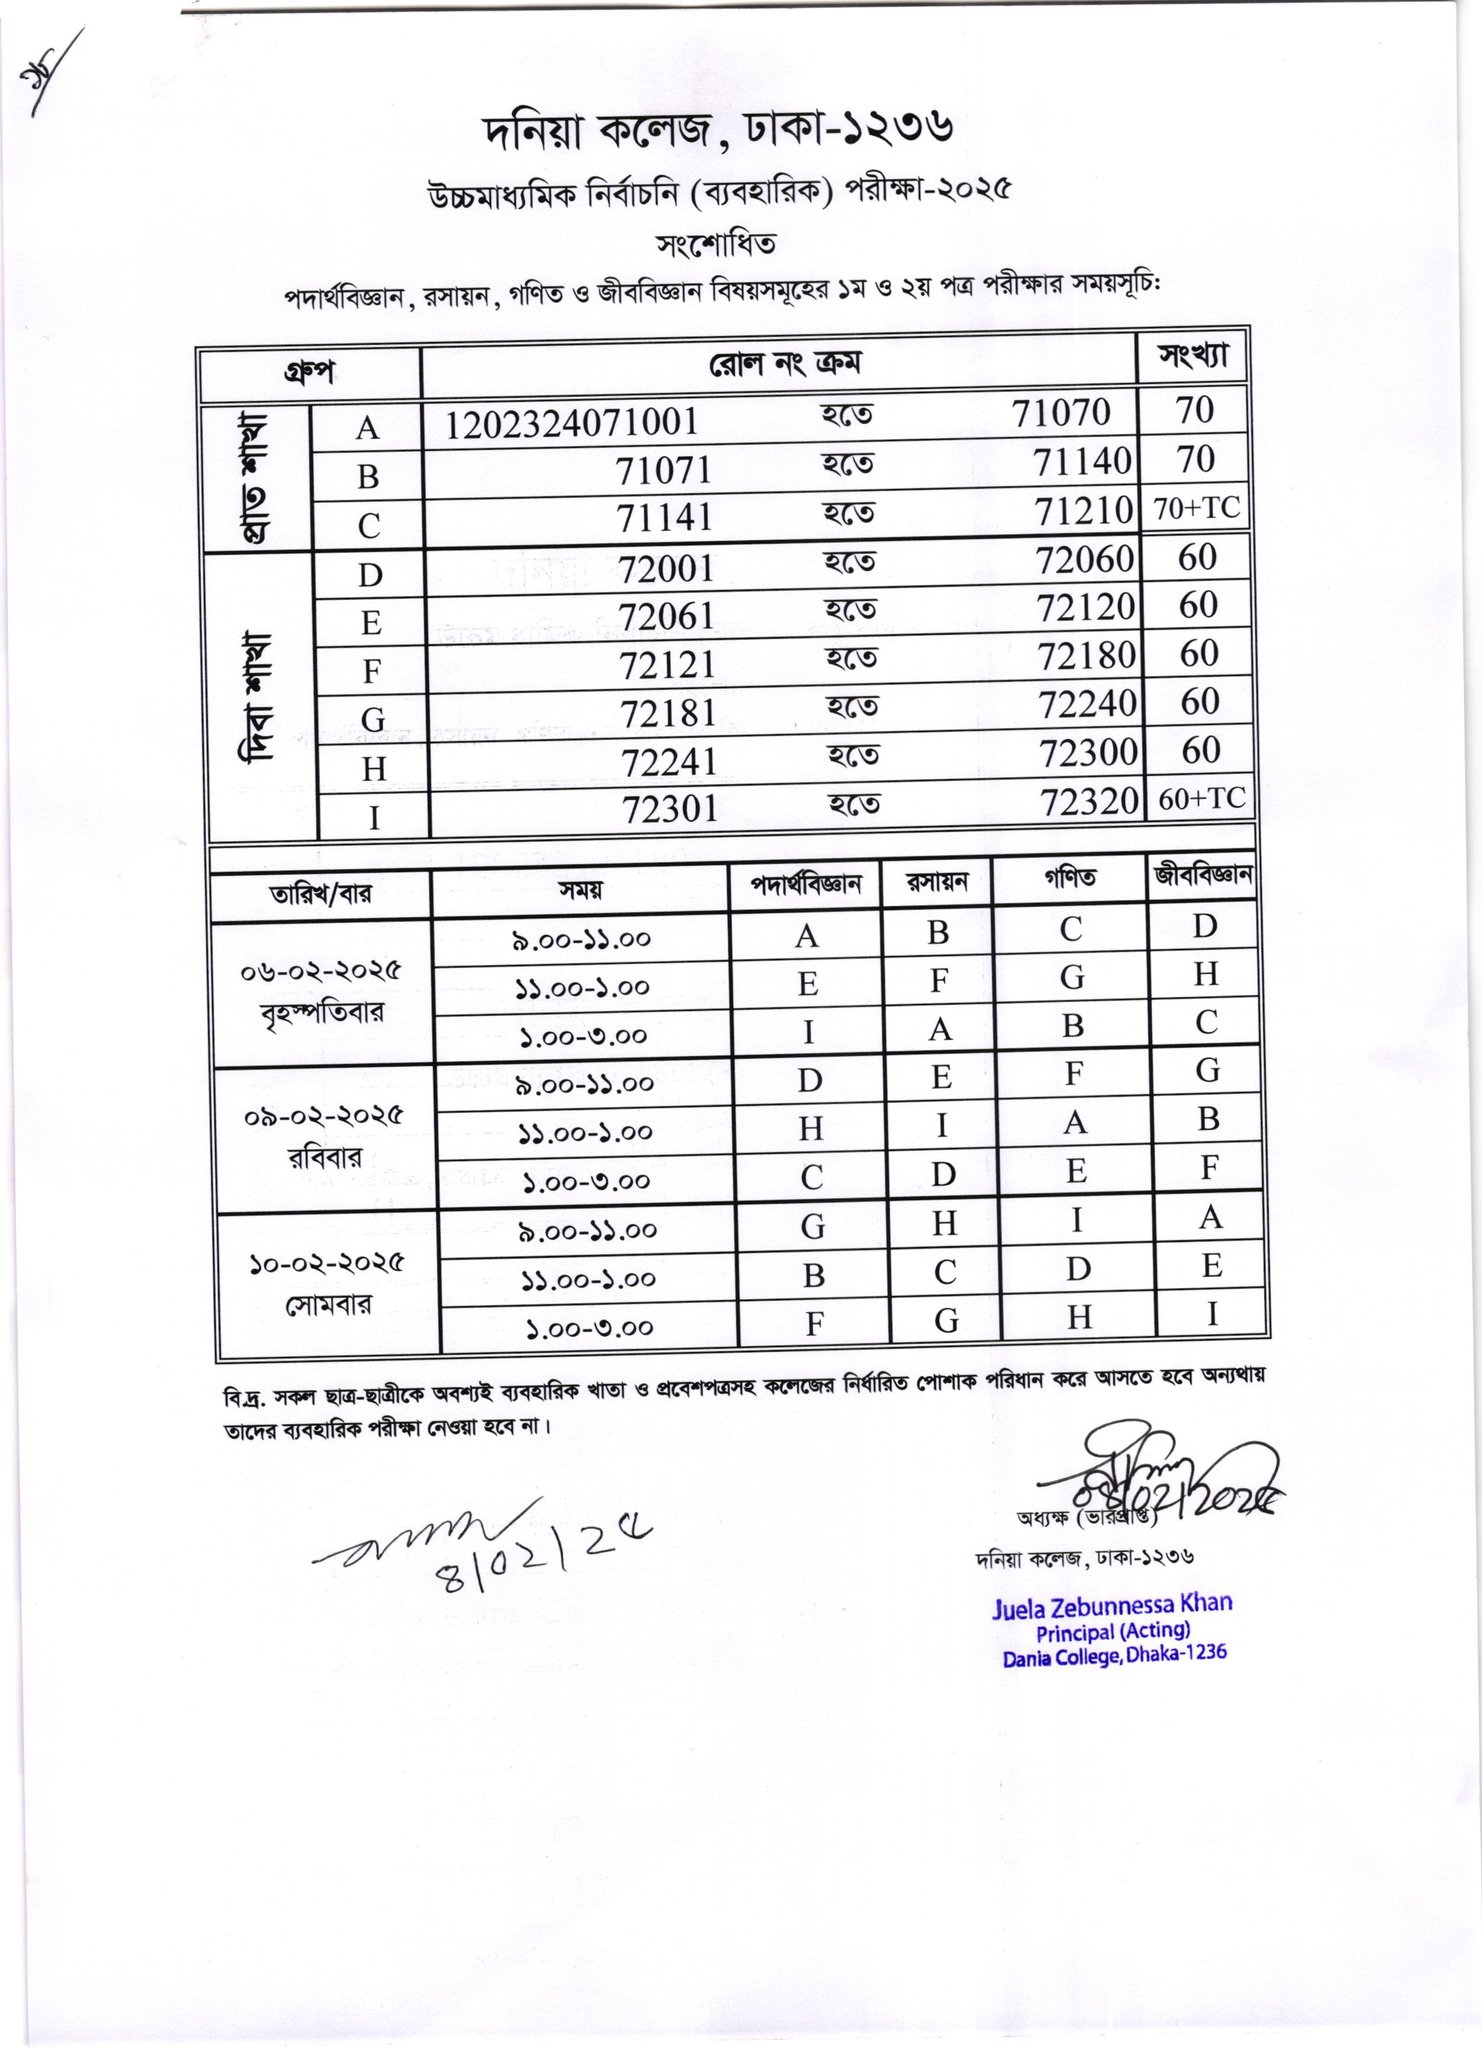 দনিয়া কলেজ, ঢাকা-১২৩৬
উচ্চমাধ্যমিক নির্বাচনি (ব্যবহারিক) পরীক্ষা-২০২৫
সংশোধিত
পদার্থবিজ্ঞান, রসায়ন, গণিত ও জীববিজ্ঞান বিষয়সমূহের ১ম ও ২য় পত্র পরীক্ষার সময়সূচি:
গ্রুপ রোল নং ক্রম সংখ্যা
প্রাত শাখা
A 1202324071001 হতে 71070 70
B 71071 হতে 71140 70
C 71141 হতে 71210 70+TC
দিবা শাখা
D 72001 হতে 72060 60
E 72061 হতে 72120 60
F 72121 হতে 72180 60
G 72181 হতে 72240 60
H 72241 হতে 72300 60
I 72301 হতে 72320 60+TC
তারিখ/বার সময় পদার্থবিজ্ঞান রসায়ন গণিত জীববিজ্ঞান
০৬-০২-২০২৫
বৃহস্পতিবার
৯.০০-১১.০০ A B C D
১১.০০-১.০০ E F G H
১.০০-৩.০০ I A B C
০৯-০২-২০২৫
রবিবার
৯.০০-১১.০০ D E F G
১১.০০-১.০০ H I A B
১.০০-৩.০০ C D E F
১০-০২-২০২৫
সোমবার
৯.০০-১১.০০ G H I A
১১.০০-১.০০ B C D E
১.০০-৩.০০ F G H I
বি.দ্র. সকল ছাত্র-ছাত্রীকে অবশ্যই ব্যবহারিক খাতা ও প্রবেশপত্রসহ কলেজের নির্ধারিত পোশাক পরিধান করে আসতে হবে অন্যথায়
তাদের ব্যবহারিক পরীক্ষা নেওয়া হবে না।
৪/০২/২৫
০৪/০২/২০২৫
অধ্যক্ষ (ভারপ্রাপ্ত)
দনিয়া কলেজ, ঢাকা-১২৩৬
Juela Zebunnessa Khan
Principal (Acting)
Dania College, Dhaka-1236